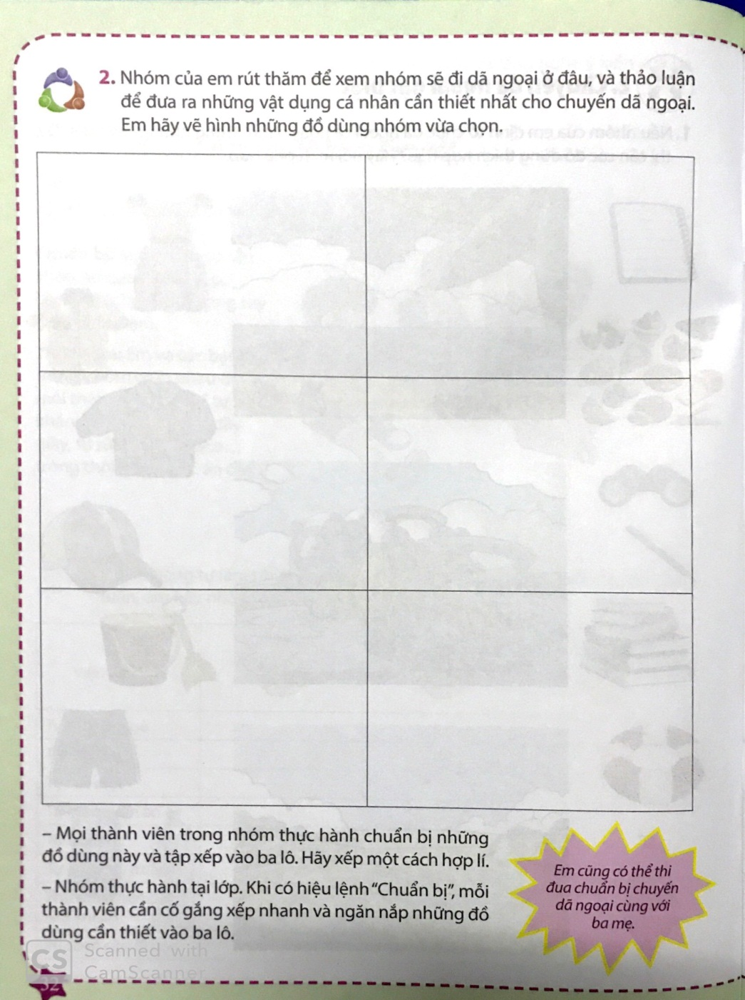 2. Nhóm của em rút thăm để xem nhóm sẽ đi dã ngoại ở đâu, và thảo luận
để đưa ra những vật dụng cá nhân cần thiết nhất cho chuyến dã ngoại.
Em hãy vẽ hình những đồ dùng nhóm vừa chọn.
– Mọi thành viên trong nhóm thực hành chuẩn bị những
đồ dùng này và tập xếp vào ba lô. Hãy xếp một cách hợp lí.
– Nhóm thực hành tại lớp. Khi có hiệu lệnh “Chuẩn bị”, mỗi
thành viên cần cố gắng xếp nhanh và ngăn nắp những đồ
dùng cần thiết vào ba lô.
Em cũng có thể thi
đua chuẩn bị chuyến
dã ngoại cùng với
ba mẹ.
CS Scanned with
CamScanner
32